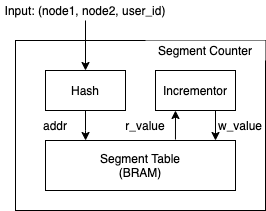 Input: (node1, node2, user_id)
Segment Counter
Hash
Incrementor
addr
r_value
w_value
Segment Table
(BRAM)